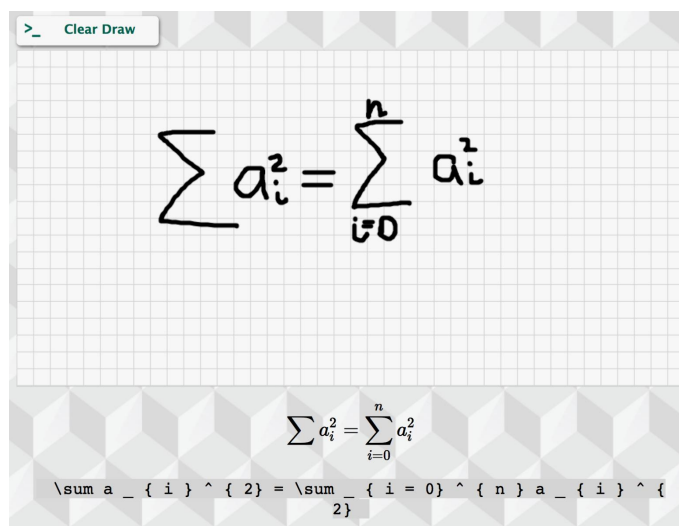 >_ Clear Draw
∑ a_i^2 = ∑_{i=0}^{n} a_i^2
∑ a_i^2 = ∑_{i=0}^{n} a_i^2
\sum a _ { i } ^ { 2} = \sum _ { i = 0} ^ { n } a _ { i } ^ {
2}